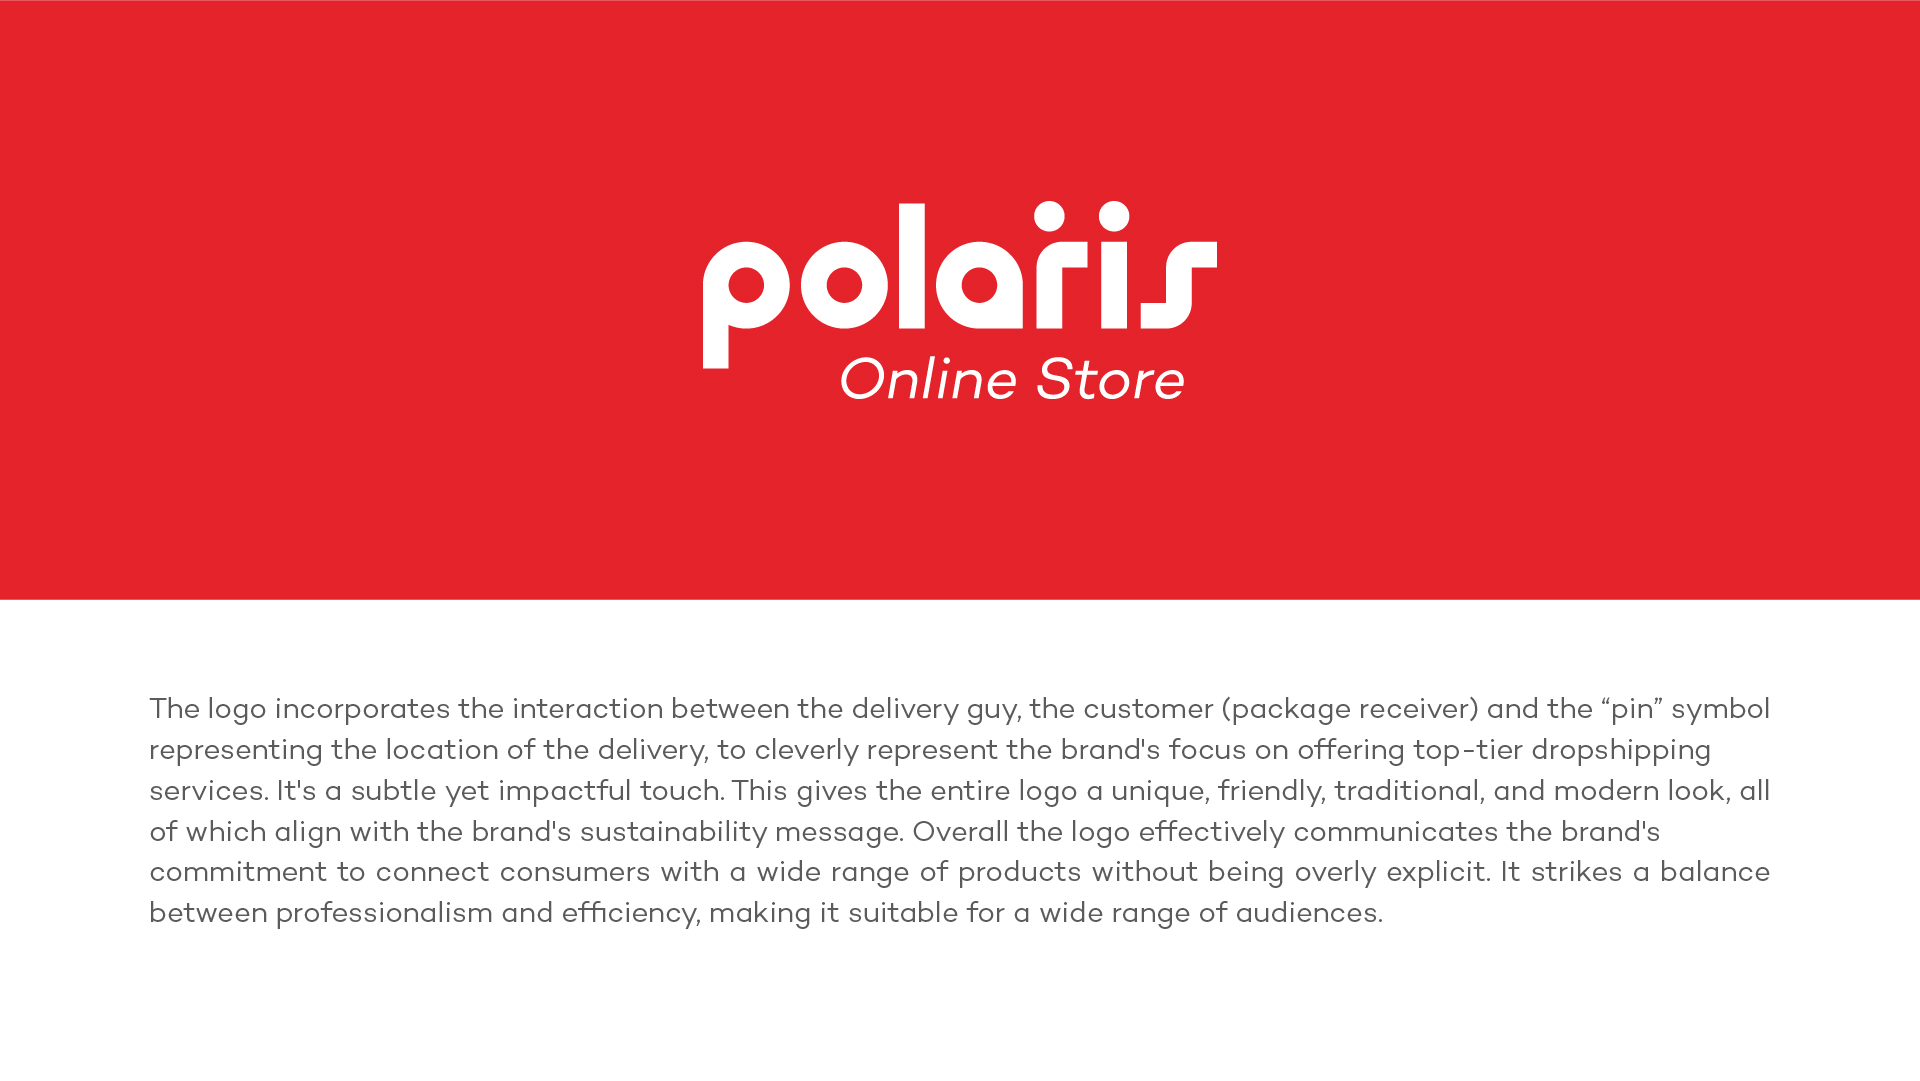 polaris
Online Store
The logo incorporates the interaction between the delivery guy, the customer (package receiver) and the “pin” symbol
representing the location of the delivery, to cleverly represent the brand's focus on offering top-tier dropshipping
services. It's a subtle yet impactful touch. This gives the entire logo a unique, friendly, traditional, and modern look, all
of which align with the brand's sustainability message. Overall the logo effectively communicates the brand's
commitment to connect consumers with a wide range of products without being overly explicit. It strikes a balance
between professionalism and efficiency, making it suitable for a wide range of audiences.